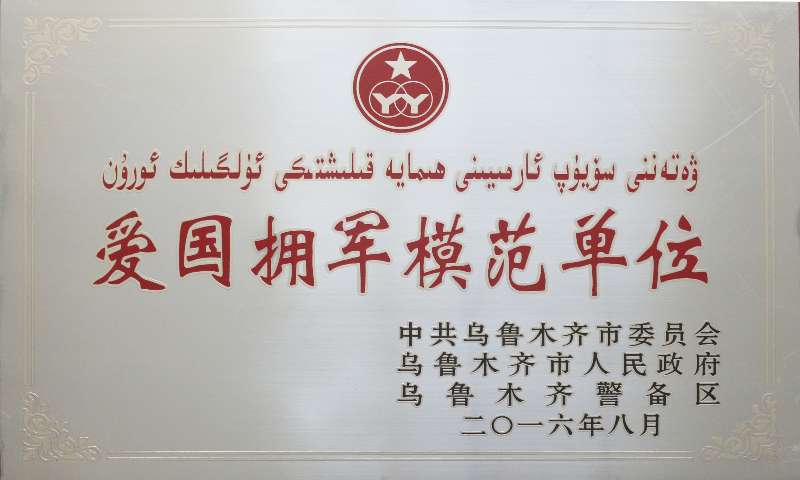 ۋەتەننى سۆيۈپ ئارمىيىنى ھىمايە قىلىشتىكى ئۈلگىلىك ئورۇن
爱国拥军模范单位
中共乌鲁木齐市委员会
乌鲁木齐市人民政府
乌鲁木齐警备区
二〇一六年八月